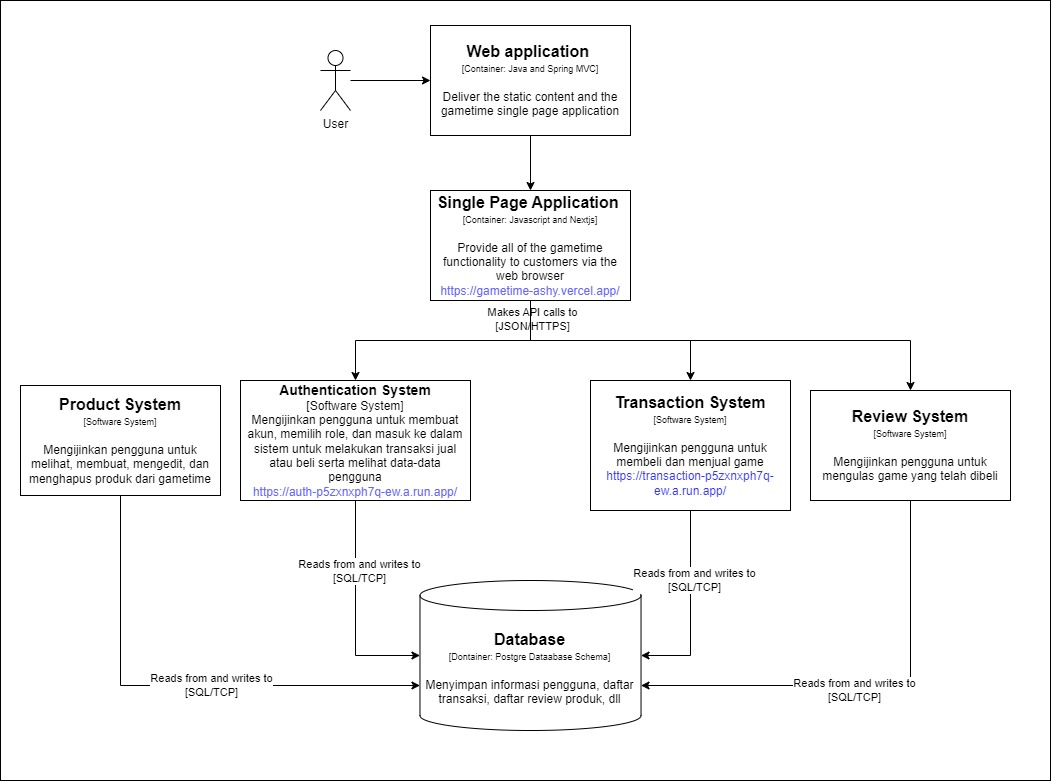 Web application
[Container: Java and Spring MVC]
Deliver the static content and the
gametime single page application
User
Single Page Application
[Container: Javascript and Nextjs]
Provide all of the gametime
functionality to customers via the
web browser
https://gametime-ashy.vercel.app/
Makes API calls to
[JSON/HTTPS]
Product System
[Software System]
Mengijinkan pengguna untuk
melihat, membuat, mengedit, dan
menghapus produk dari gametime
Authentication System
[Software System]
Mengijinkan pengguna untuk membuat
akun, memilih role, dan masuk ke dalam
sistem untuk melakukan transaksi jual
atau beli serta melihat data-data
pengguna
https://auth-p5zxnxph7q-ew.a.run.app/
Transaction System
[Software System]
Mengijinkan pengguna untuk
membeli dan menjual game
https://transaction-p5zxnxph7q-
ew.a.run.app/
Review System
[Software System]
Mengijinkan pengguna untuk
mengulas game yang telah dibeli
Reads from and writes to
[SQL/TCP]
Reads from and writes to
[SQL/TCP]
Reads from and writes to
[SQL/TCP]
Reads from and writes to
[SQL/TCP]
Database
[Dontainer: Postgre Dataabase Schema]
Menyimpan informasi pengguna, daftar
transaksi, daftar review produk, dll